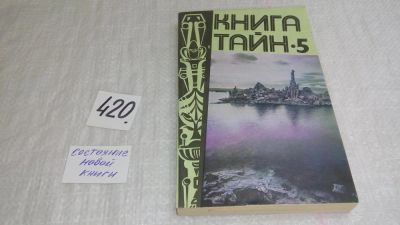 КНИГА
ТАЙН·5
420.
состояние
новой
книги